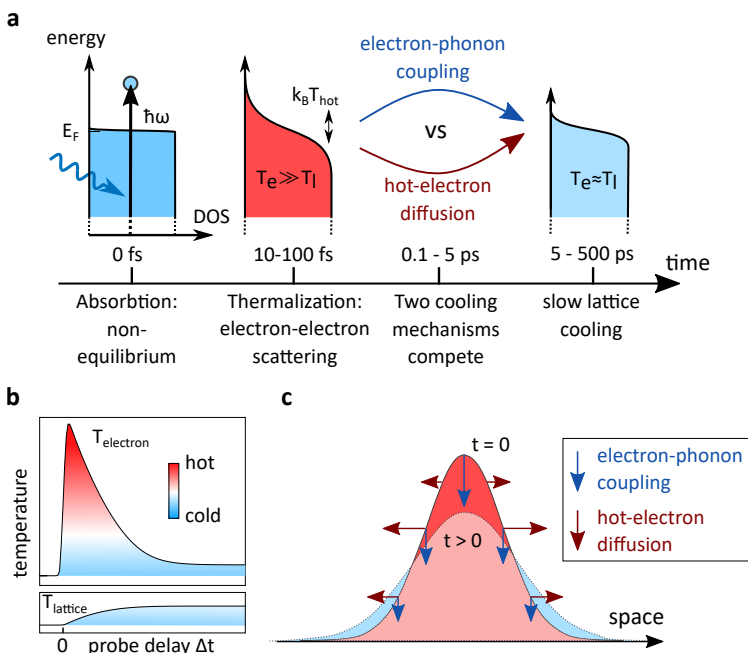 a
energy
ħω
E_F
DOS
k_BT_hot
T_e≫T_l
electron-phonon
coupling
vs
hot-electron
diffusion
T_e≈T_l
0 fs
10-100 fs
0.1 - 5 ps
5 - 500 ps
time
Absorbtion:
non-
equilibrium
Thermalization:
electron-electron
scattering
Two cooling
mechanisms
compete
slow lattice
cooling
b
temperature
T_electron
hot
cold
T_lattice
0
probe delay Δt
c
t = 0
t > 0
space
electron-phonon
coupling
hot-electron
diffusion